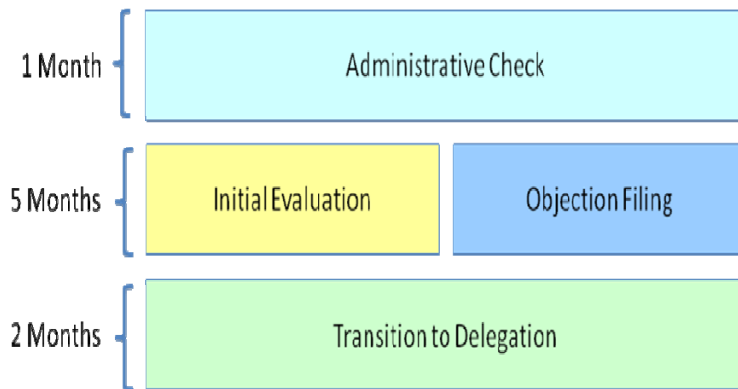 1 Month
Administrative Check
5 Months
Initial Evaluation
Objection Filing
2 Months
Transition to Delegation